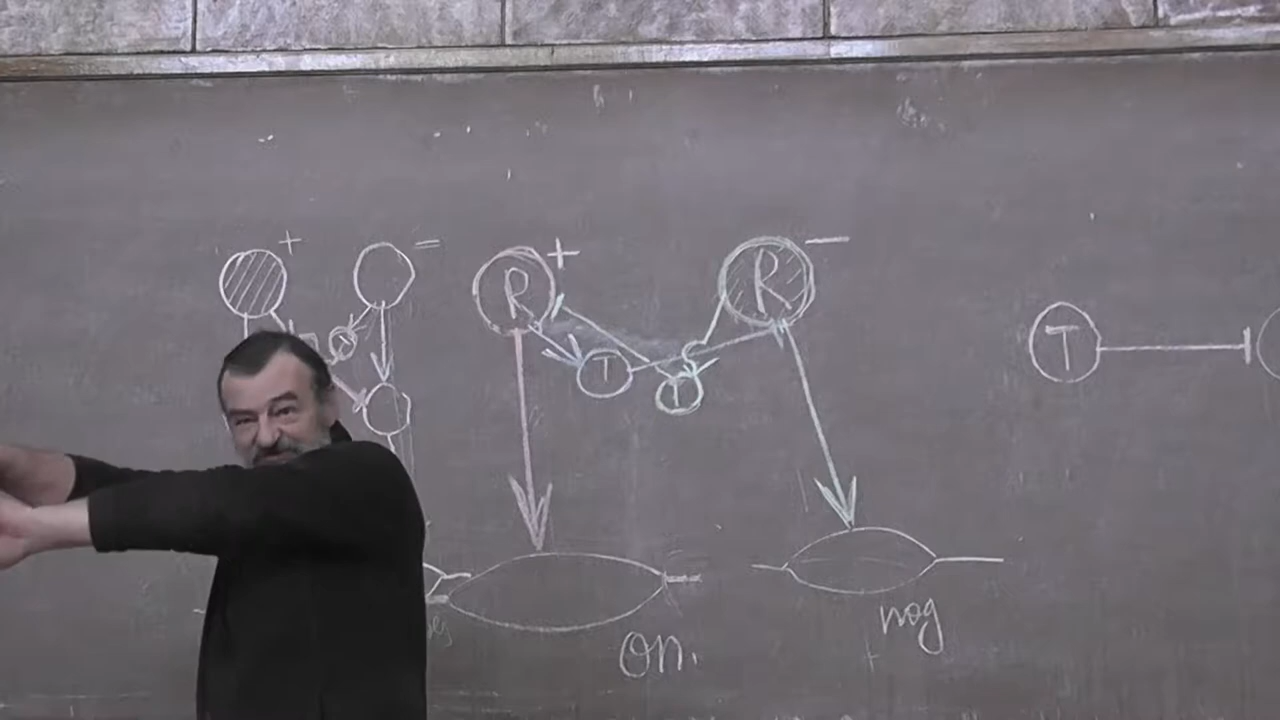 + =
R + R −
T T T
оп. под